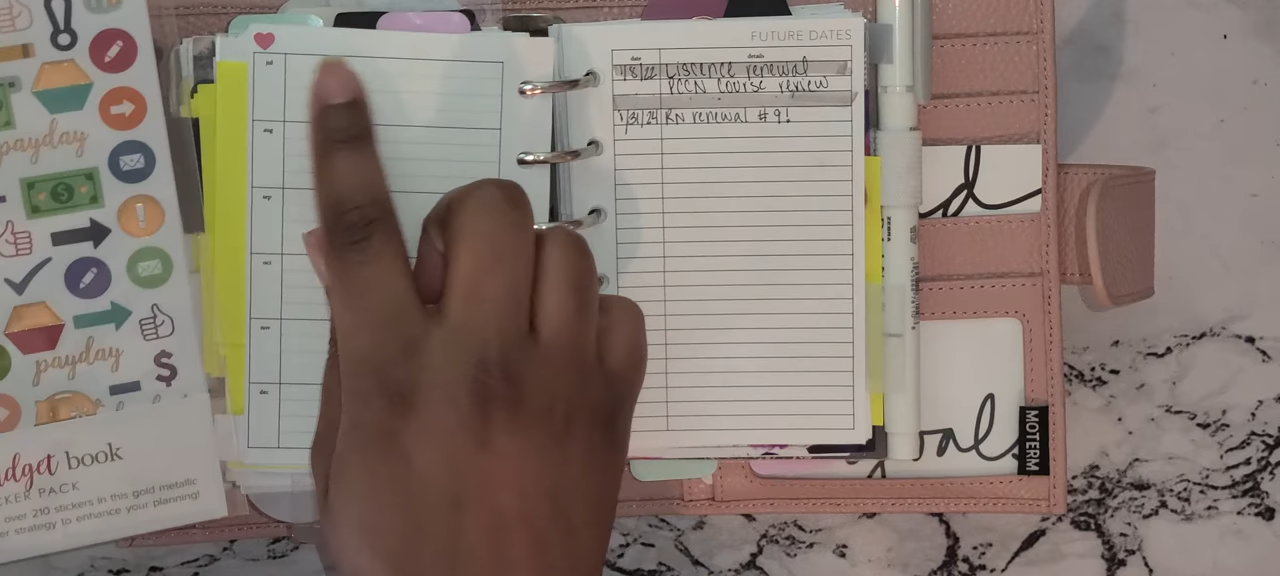 payday
payday
budget book
STICKER PACK
over 210 stickers in this gold metallic
strategy to enhance your planning!
jul
aug
sep
oct
nov
dec
FUTURE DATES
date details
1/8/22 Liscence renewal
PCCN Course review
1/31/24 RN renewal #9!
d
goals
MOTERM
ZEBRA